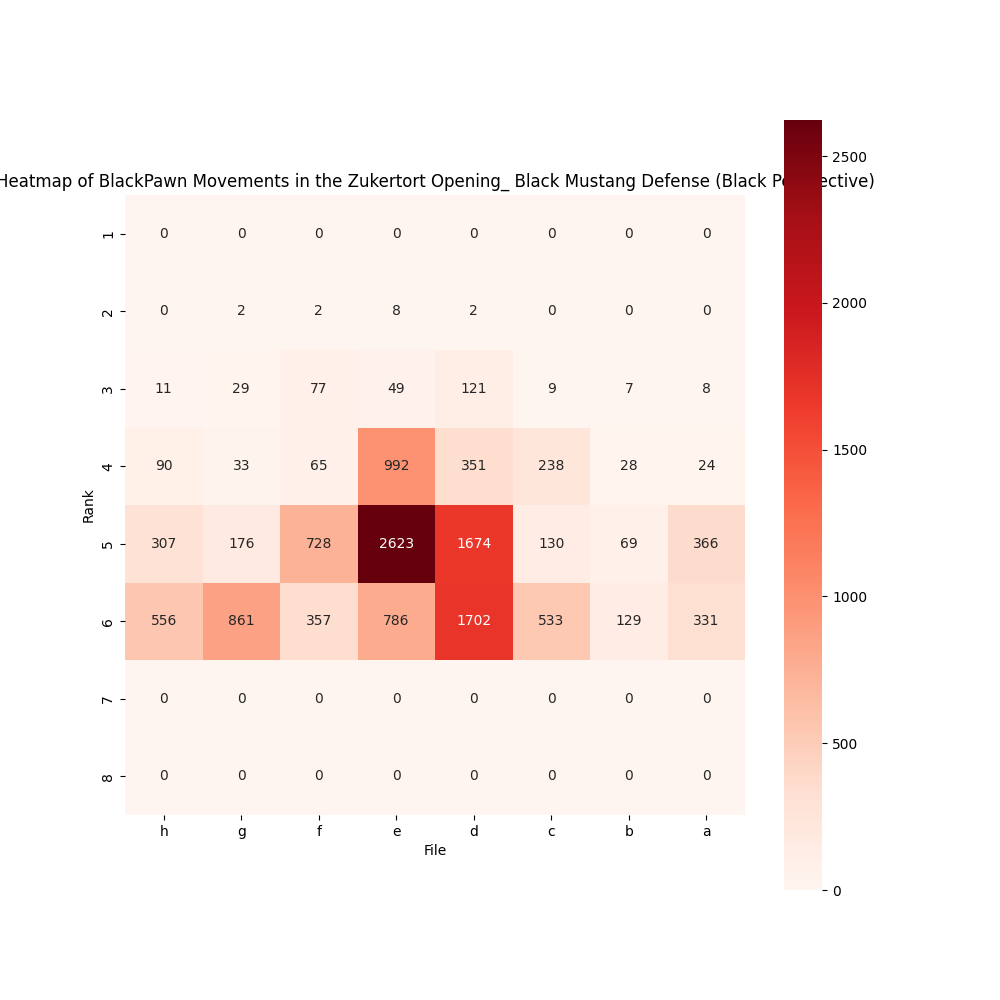 2500
Heatmap of BlackPawn Movements in the Zukertort Opening_ Black Mustang Defense (Black Pe ective)
1 0 0 0 0 0 0 0 0
2 0 2 2 8 2 0 0 0
2000
3 11 29 77 49 121 9 7 8
1500
4 90 33 65 992 351 238 28 24
Rank
5 307 176 728 2623 1674 130 69 366
1000
6 556 861 357 786 1702 533 129 331
7 0 0 0 0 0 0 0 0
500
8 0 0 0 0 0 0 0 0
h g f e d c b a
File
0